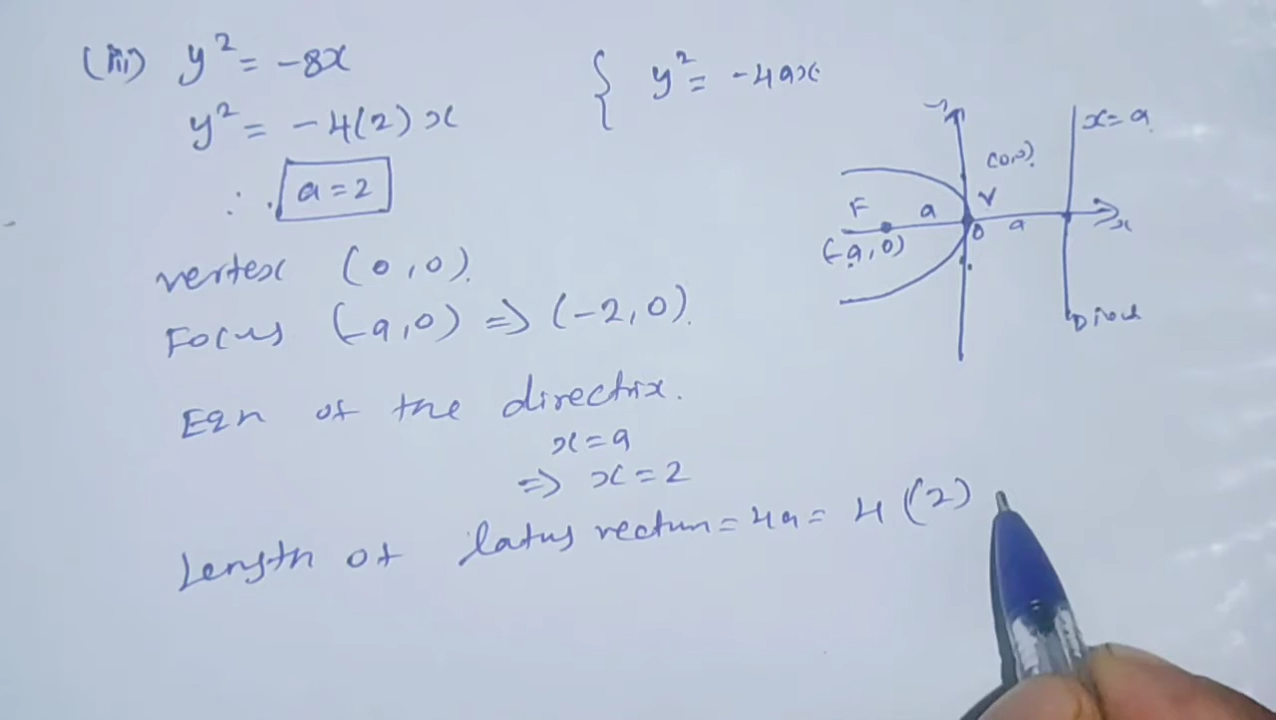 (iii) y² = -8x
y² = -4(2)x
∴ a = 2
{ y² = -4ax
vertex (0,0).
Focus (-a,0) => (-2,0).
Eqn of the directrix.
x = a
=> x = 2
Length of latus rectum = 4a = 4(2)
y
x = a
(0,0)
V
F
a
a
0
x
(-a,0)